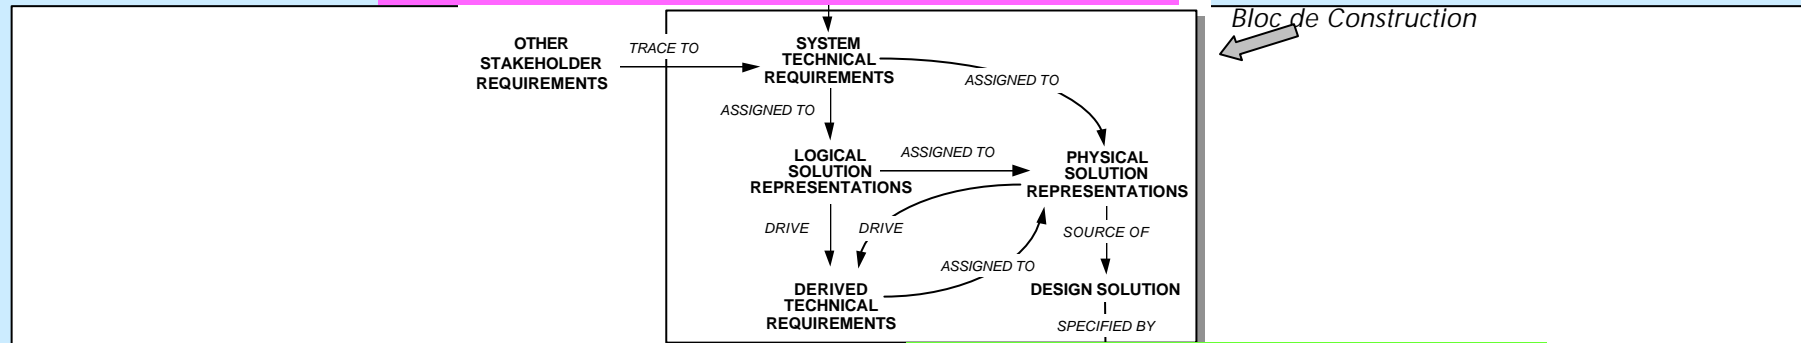 Bloc de Construction
OTHER
STAKEHOLDER
REQUIREMENTS
TRACE TO
SYSTEM
TECHNICAL
REQUIREMENTS
ASSIGNED TO
ASSIGNED TO
LOGICAL
SOLUTION
REPRESENTATIONS
ASSIGNED TO
PHYSICAL
SOLUTION
REPRESENTATIONS
DRIVE
DRIVE
SOURCE OF
ASSIGNED TO
DERIVED
TECHNICAL
REQUIREMENTS
DESIGN SOLUTION
SPECIFIED BY